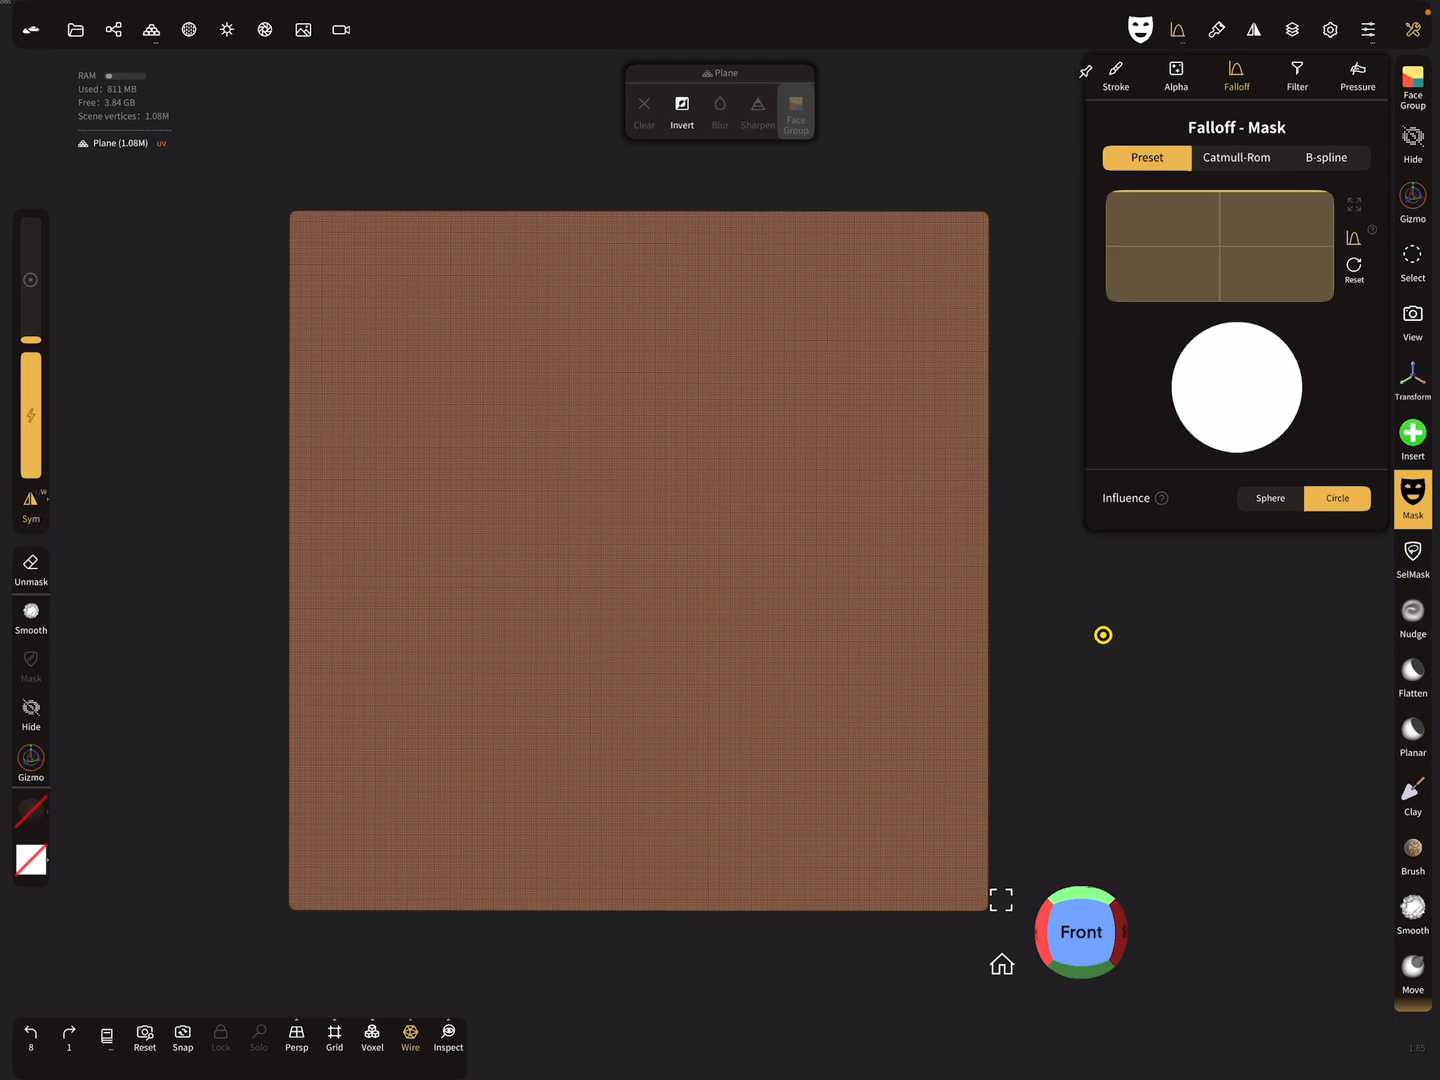 RAM
Used: 811 MB
Free: 3.84 GB
Scene vertices: 1.08M
Plane (1.08M) uv
Plane
Clear
Invert
Blur
Sharpen
Face
Group
Stroke
Alpha
Falloff
Filter
Pressure
Falloff - Mask
Preset
Catmull-Rom
B-spline
?
Reset
Influence ?
Sphere
Circle
Face
Group
Hide
Gizmo
Select
View
Transform
Insert
Mask
SelMask
Nudge
Flatten
Planar
Clay
Brush
Smooth
Move
Sym
Unmask
Smooth
Mask
Hide
Gizmo
Front
8
1
...
Reset
Snap
Lock
Solo
Persp
Grid
Voxel
Wire
Inspect
1.85